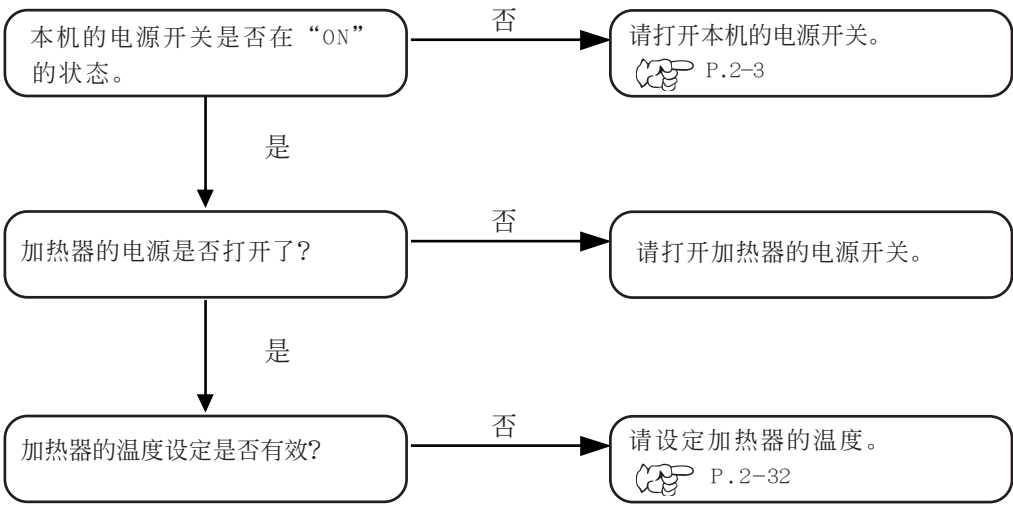 本机的电源开关是否在“ON”
的状态。
否
请打开本机的电源开关。
P.2-3
是
加热器的电源是否打开了?
否
请打开加热器的电源开关。
是
加热器的温度设定是否有效?
否
请设定加热器的温度。
P.2-32